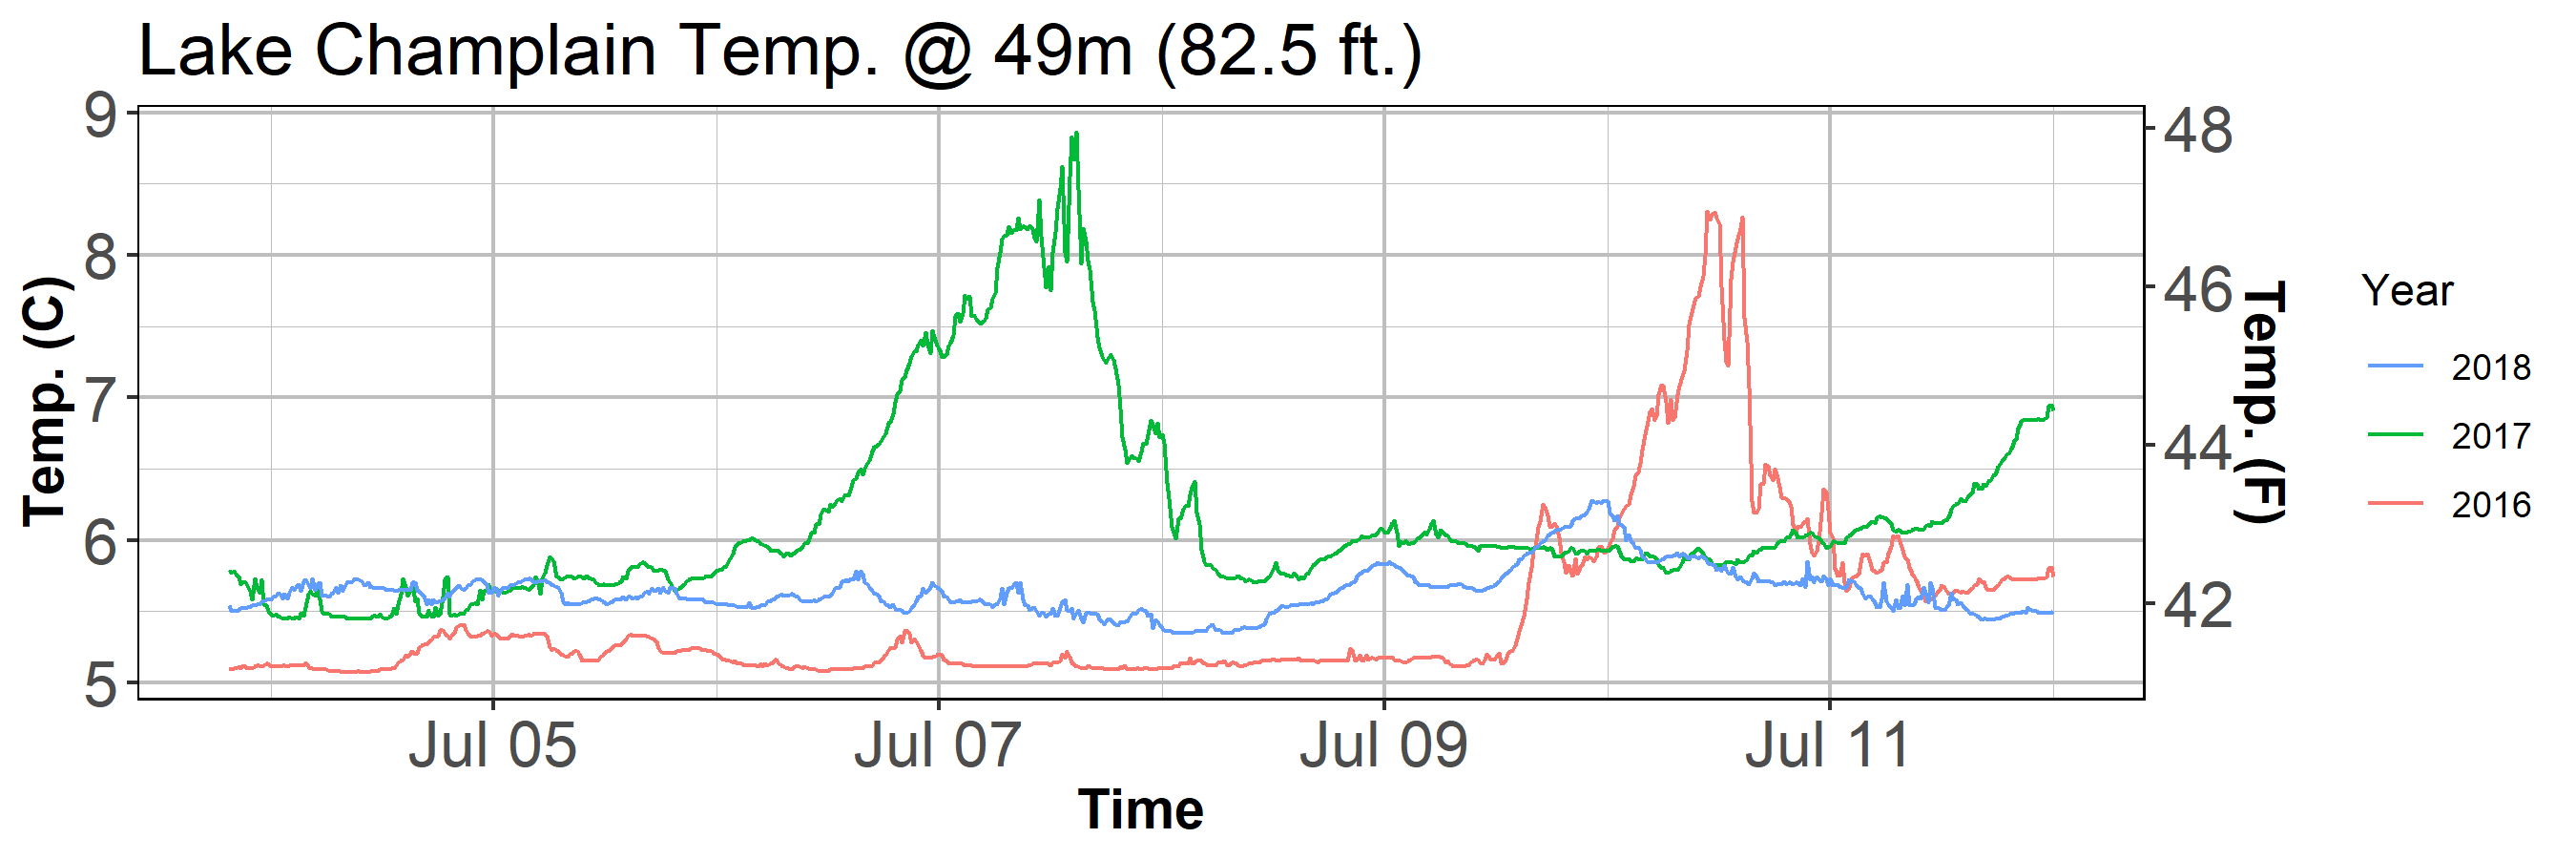 Lake Champlain Temp. @ 49m (82.5 ft.)
Temp. (C)
9
8
7
6
5
48
46
44
42
Temp. (F)
Jul 05
Jul 07
Jul 09
Jul 11
Time
Year
2018
2017
2016